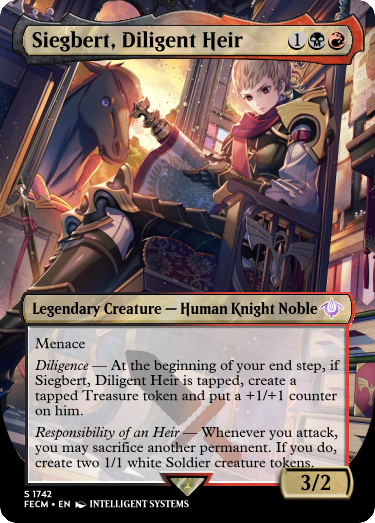 Siegbert, Diligent Heir 1
Legendary Creature — Human Knight Noble
Menace
Diligence — At the beginning of your end step, if
Siegbert, Diligent Heir is tapped, create a
tapped Treasure token and put a +1/+1 counter
on him.
Responsibility of an Heir — Whenever you attack,
you may sacrifice another permanent. If you do,
create two 1/1 white Soldier creature tokens.
3/2
S 1742
FECM • EN INTELLIGENT SYSTEMS